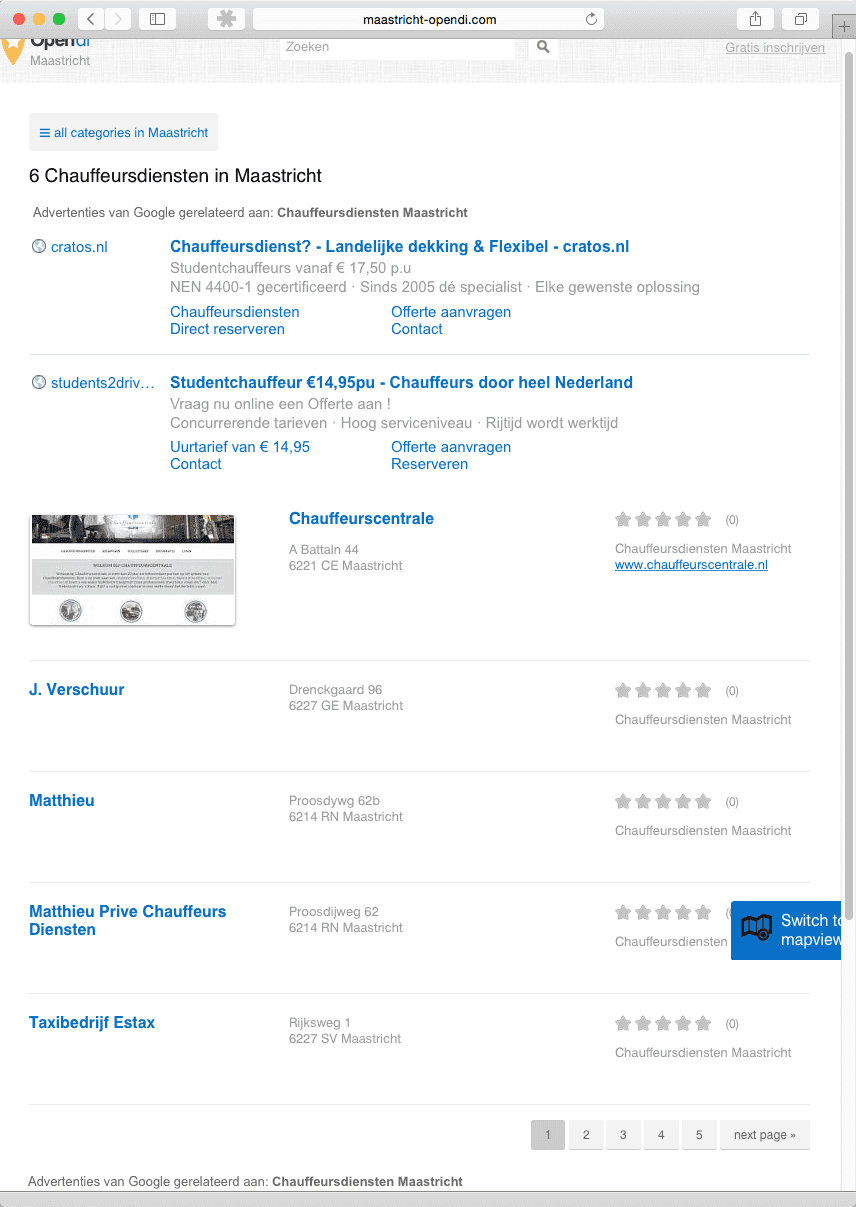 maastricht-opendi.com
Opendi
Maastricht
Zoeken
Gratis inschrijven
all categories in Maastricht
6 Chauffeursdiensten in Maastricht
Advertenties van Google gerelateerd aan: Chauffeursdiensten Maastricht
cratos.nl
Chauffeursdienst? - Landelijke dekking & Flexibel - cratos.nl
Studentchauffeurs vanaf € 17,50 p.u
NEN 4400-1 gecertificeerd · Sinds 2005 dé specialist · Elke gewenste oplossing
Chauffeursdiensten Offerte aanvragen
Direct reserveren Contact
students2driv…
Studentchauffeur €14,95pu - Chauffeurs door heel Nederland
Vraag nu online een Offerte aan !
Concurrerende tarieven · Hoog serviceniveau · Rijtijd wordt werktijd
Uurtarief van € 14,95 Offerte aanvragen
Contact Reserveren
WELKOM BIJ CHAUFFEURSCENTRALE
Chauffeurscentrale
A Battaln 44
6221 CE Maastricht
(0)
Chauffeursdiensten Maastricht
www.chauffeurscentrale.nl
J. Verschuur
Drenckgaard 96
6227 GE Maastricht
(0)
Chauffeursdiensten Maastricht
Matthieu
Proosdywg 62b
6214 RN Maastricht
(0)
Chauffeursdiensten Maastricht
Matthieu Prive Chauffeurs
Diensten
Proosdijweg 62
6214 RN Maastricht
Chauffeursdiensten
Switch to
mapview
Taxibedrijf Estax
Rijksweg 1
6227 SV Maastricht
(0)
Chauffeursdiensten Maastricht
1 2 3 4 5 next page »
Advertenties van Google gerelateerd aan: Chauffeursdiensten Maastricht